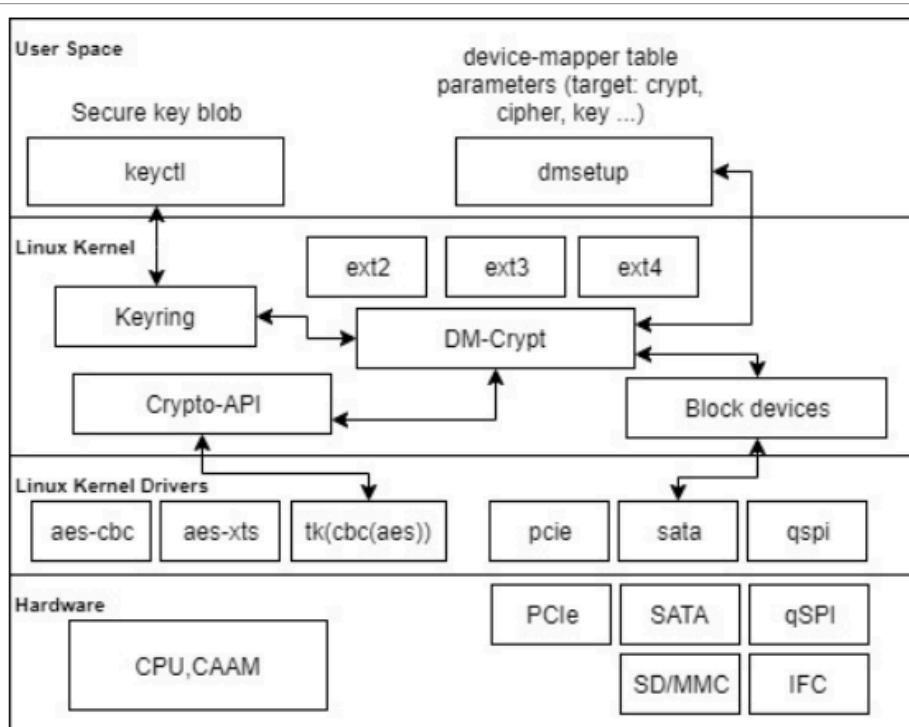 User Space
device-mapper table
parameters (target: crypt,
cipher, key ...)
Secure key blob
keyctl
dmsetup
Linux Kernel
ext2
ext3
ext4
Keyring
DM-Crypt
Crypto-API
Block devices
Linux Kernel Drivers
aes-cbc
aes-xts
tk(cbc(aes))
pcie
sata
qspi
Hardware
PCIe
SATA
qSPI
CPU,CAAM
SD/MMC
IFC